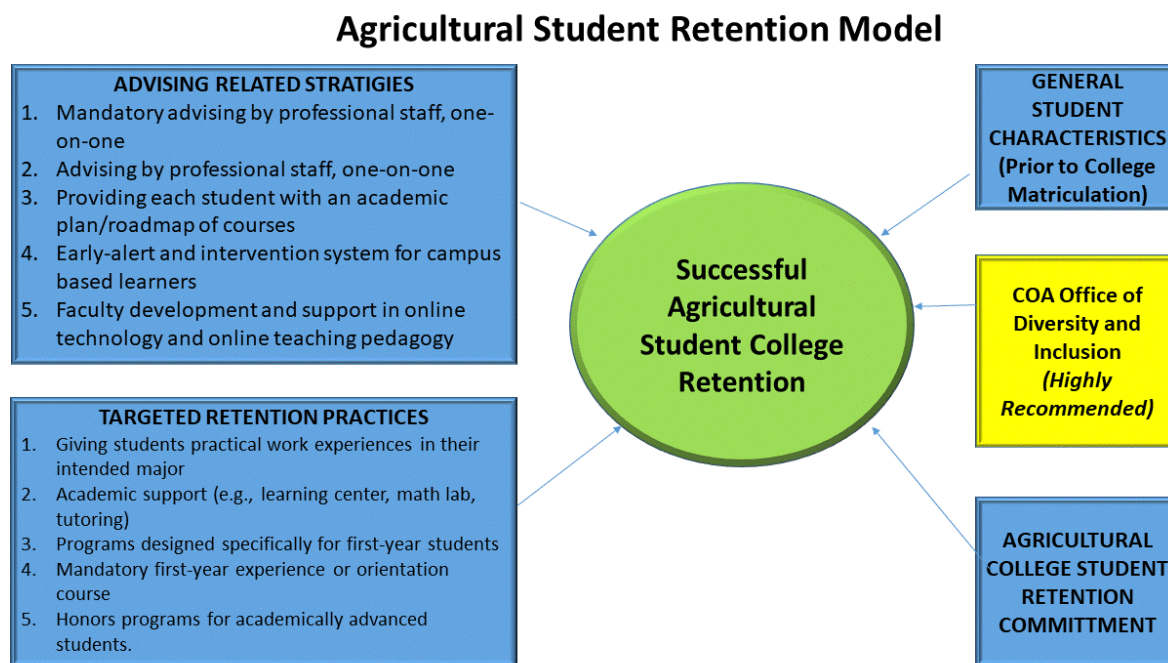 Agricultural Student Retention Model
ADVISING RELATED STRATIGIES
1. Mandatory advising by professional staff, one-
on-one
2. Advising by professional staff, one-on-one
3. Providing each student with an academic
plan/roadmap of courses
4. Early-alert and intervention system for campus
based learners
5. Faculty development and support in online
technology and online teaching pedagogy
TARGETED RETENTION PRACTICES
1. Giving students practical work experiences in their
intended major
2. Academic support (e.g., learning center, math lab,
tutoring)
3. Programs designed specifically for first-year students
4. Mandatory first-year experience or orientation
course
5. Honors programs for academically advanced
students.
Successful
Agricultural
Student College
Retention
GENERAL
STUDENT
CHARACTERISTICS
(Prior to College
Matriculation)
COA Office of
Diversity and
Inclusion
(Highly
Recommended)
AGRICULTURAL
COLLEGE STUDENT
RETENTION
COMMITTMENT